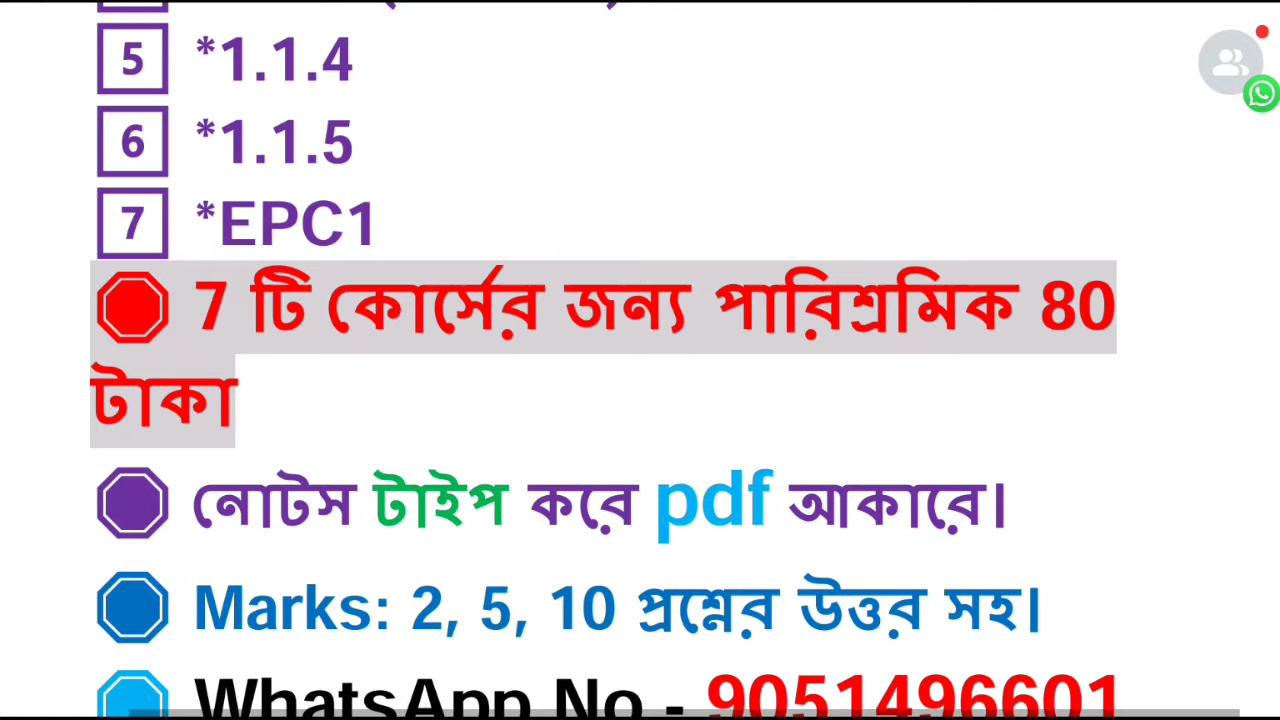 5 *1.1.4
6 *1.1.5
7 *EPC1
7 টি কোর্সের জন্য পারিশ্রমিক 80
টাকা
নোটস টাইপ করে pdf আকারে।
Marks: 2, 5, 10 প্রশ্নের উত্তর সহ।
WhatsApp No - 9051496601